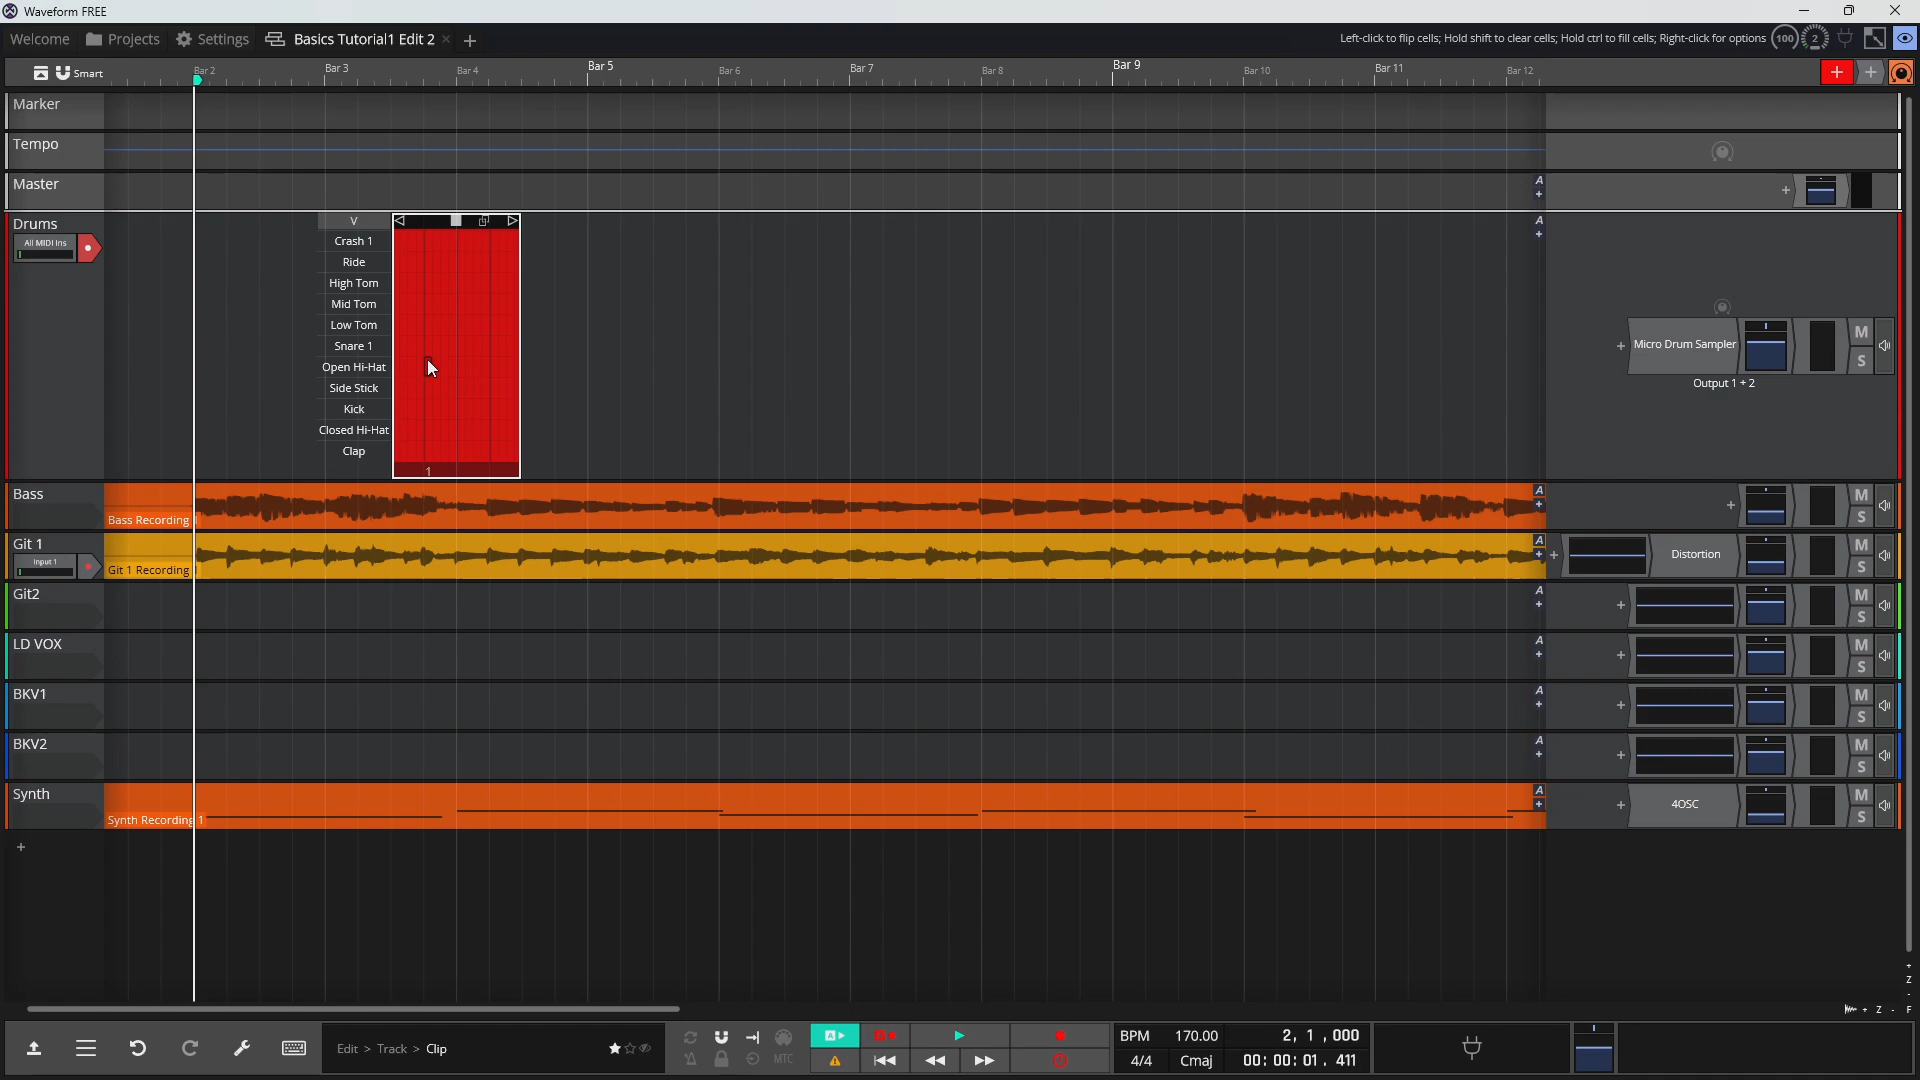 Waveform FREE
Welcome Projects Settings Basics Tutorial1 Edit 2
Left-click to flip cells; Hold shift to clear cells; Hold ctrl to fill cells; Right-click for options 100 2
Smart Bar 2 Bar 3 Bar 4 Bar 5 Bar 6 Bar 7 Bar 8 Bar 9 Bar 10 Bar 11 Bar 12
Marker
Tempo
Master
A
Drums
All MIDI Ins
V
Crash 1
Ride
High Tom
Mid Tom
Low Tom
Snare 1
Open Hi-Hat
Side Stick
Kick
Closed Hi-Hat
Clap
1
A
Micro Drum Sampler
M
S
Output 1 + 2
Bass
Bass Recording 1
A
M
S
Git 1
Input 1
Git 1 Recording
A
Distortion
M
S
Git2
A
M
S
LD VOX
A
M
S
BKV1
A
M
S
BKV2
A
M
S
Synth
Synth Recording 1
A
4OSC
M
S
+
Z
-
+ Z - F
Edit > Track > Clip
MTC
A
A
BPM 170.00 2, 1, 000
4/4 Cmaj 00: 00: 01. 411